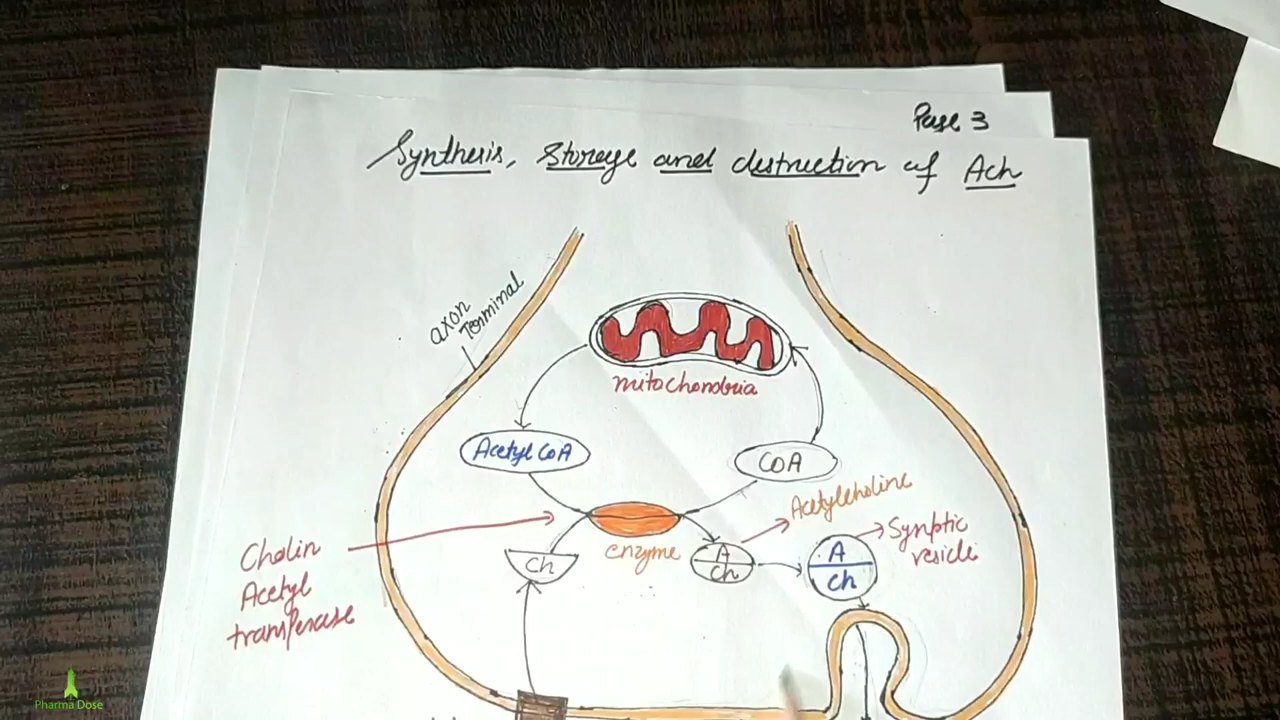 Page 3
Synthesis, Storage and destruction of Ach
axon
Terminal
mitochondria
Acetyl CoA
CoA
Acetylcholine
Synptic
vesicle
Cholin
Acetyl
transferase
enzyme
Ch
A
Ch
A
Ch
Pharma Dose